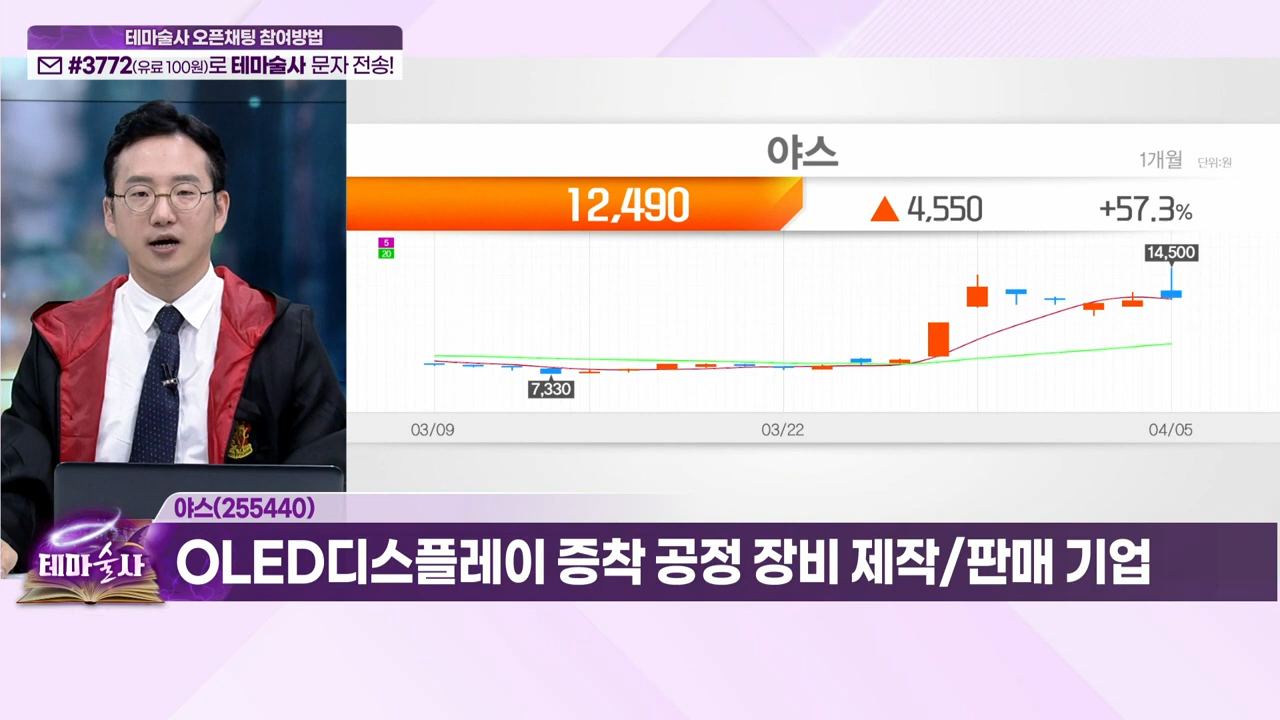 테마술사 오픈채팅 참여방법
#3772(유료 100원)로 테마술사 문자 전송!
야스
1개월 단위:원
12,490 ▲ 4,550 +57.3%
5
20
14,500
7,330
03/09 03/22 04/05
야스(255440)
테마술사
OLED디스플레이 증착 공정 장비 제작/판매 기업